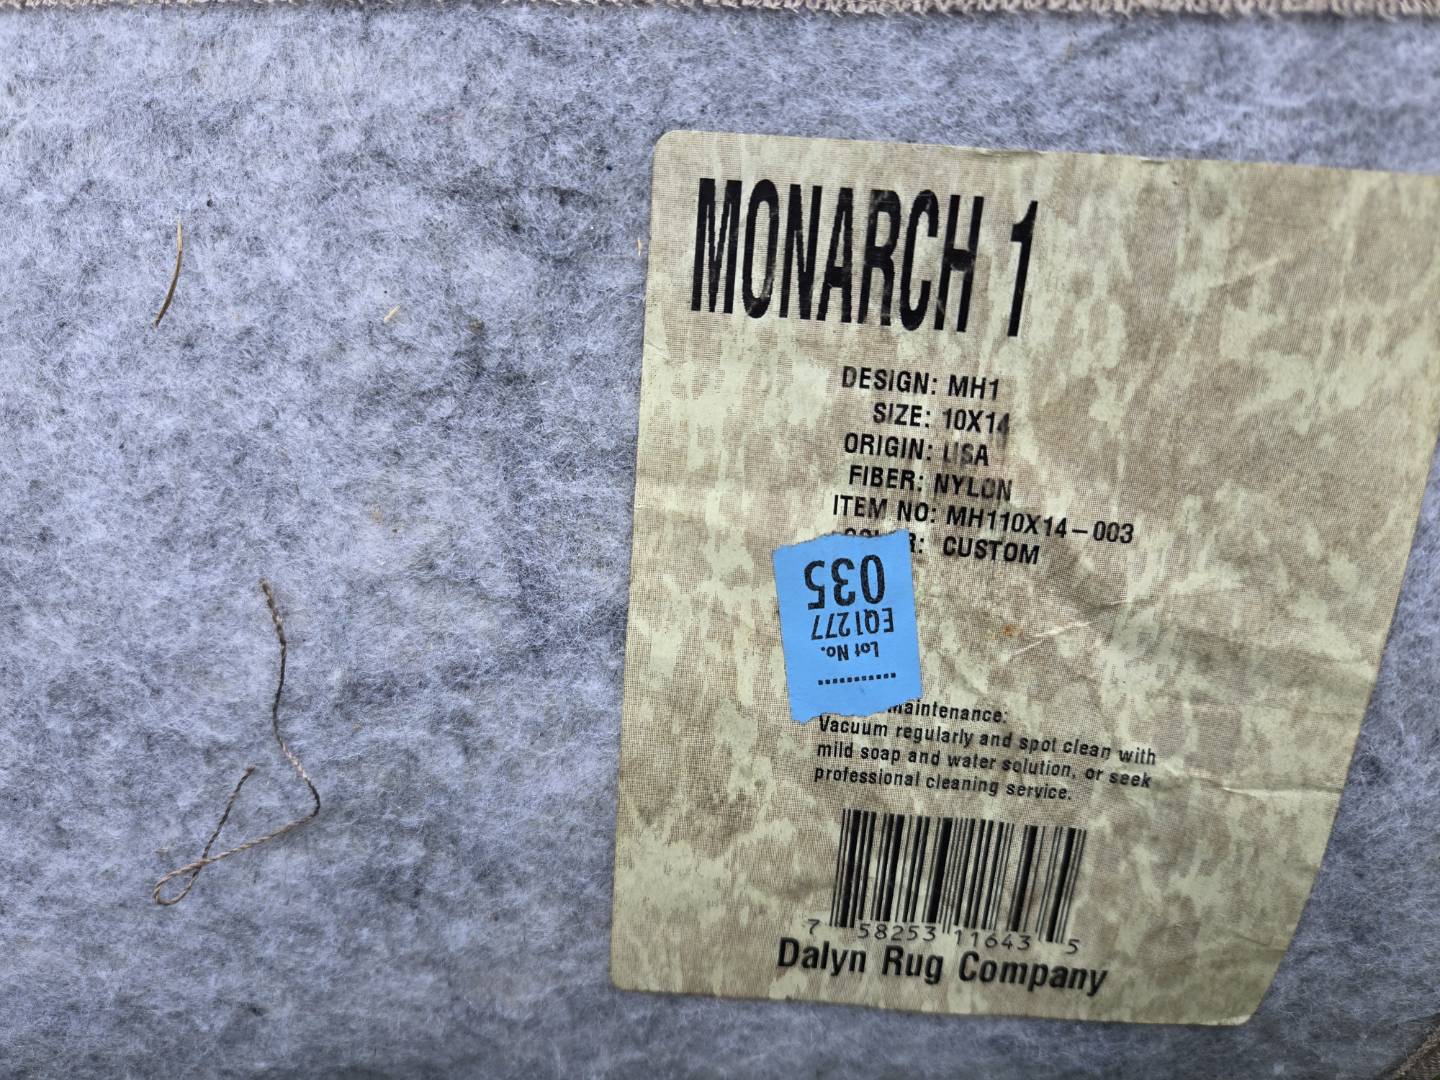 MONARCH 1
DESIGN: MH1
SIZE: 10X14
ORIGIN: USA
FIBER: NYLON
ITEM NO: MH110X14-003
CUSTOM
035
EQ1277
Lot No.
maintenance:
Vacuum regularly and spot clean with
mild soap and water solution, or seek
professional cleaning service.
7 58253 11643 5
Dalyn Rug Company